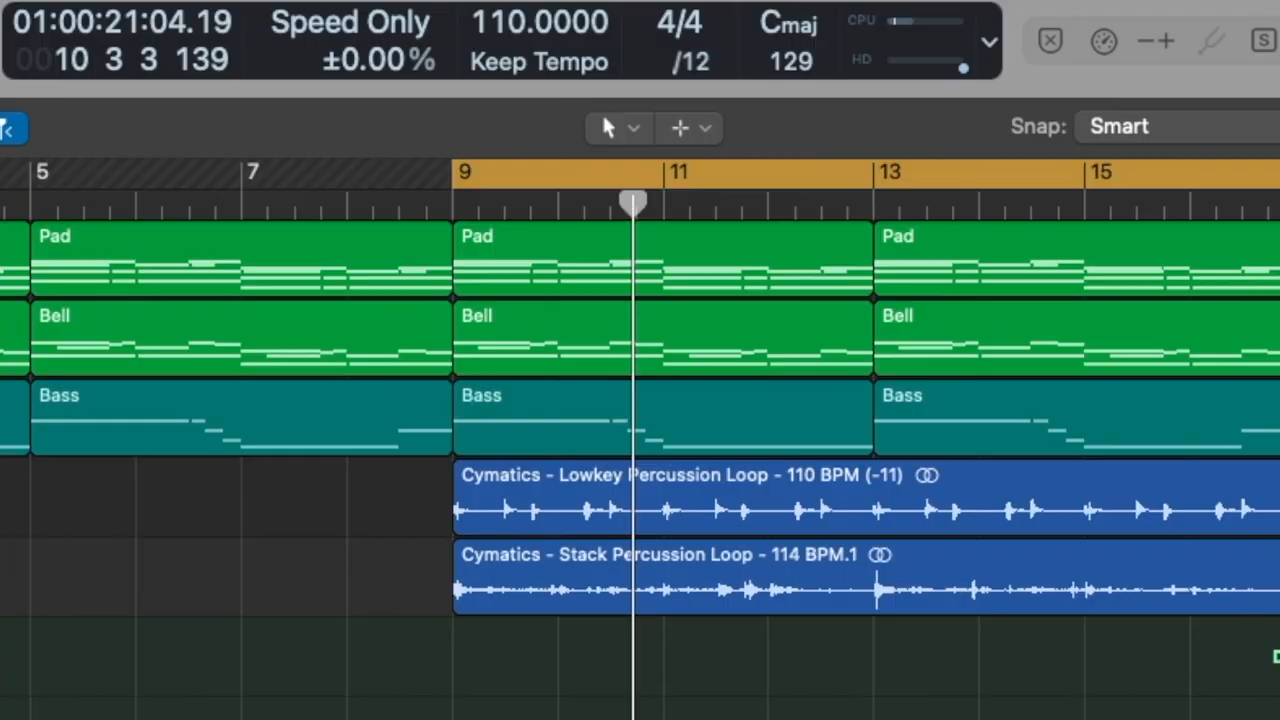 01:00:21:04.19 Speed Only 110.0000 4/4 Cmaj CPU
0010 3 3 139 ±0.00% Keep Tempo /12 129 HD
S
Snap: Smart
5 7 9 11 13 15
Pad Pad Pad
Bell Bell Bell
Bass Bass Bass
Cymatics - Lowkey Percussion Loop - 110 BPM (-11)
Cymatics - Stack Percussion Loop - 114 BPM.1